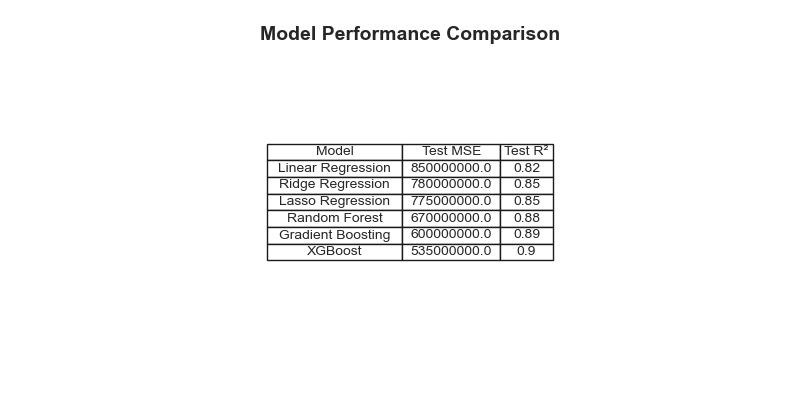 Model Performance Comparison
Model Test MSE Test R²
Linear Regression 850000000.0 0.82
Ridge Regression 780000000.0 0.85
Lasso Regression 775000000.0 0.85
Random Forest 670000000.0 0.88
Gradient Boosting 600000000.0 0.89
XGBoost 535000000.0 0.9